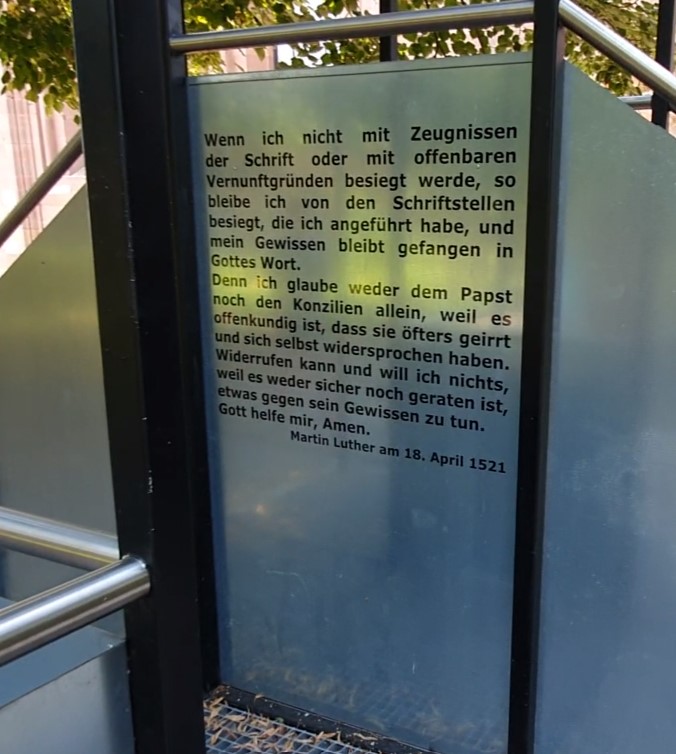 Wenn ich nicht mit Zeugnissen
der Schrift oder mit offenbaren
Vernunftgründen besiegt werde, so
bleibe ich von den Schriftstellen
besiegt, die ich angeführt habe, und
mein Gewissen bleibt gefangen in
Gottes Wort.
Denn ich glaube weder dem Papst
noch den Konzilien allein, weil es
offenkundig ist, dass sie öfters geirrt
und sich selbst widersprochen haben.
Widerrufen kann und will ich nichts,
weil es weder sicher noch geraten ist,
etwas gegen sein Gewissen zu tun.
Gott helfe mir, Amen.
Martin Luther am 18. April 1521